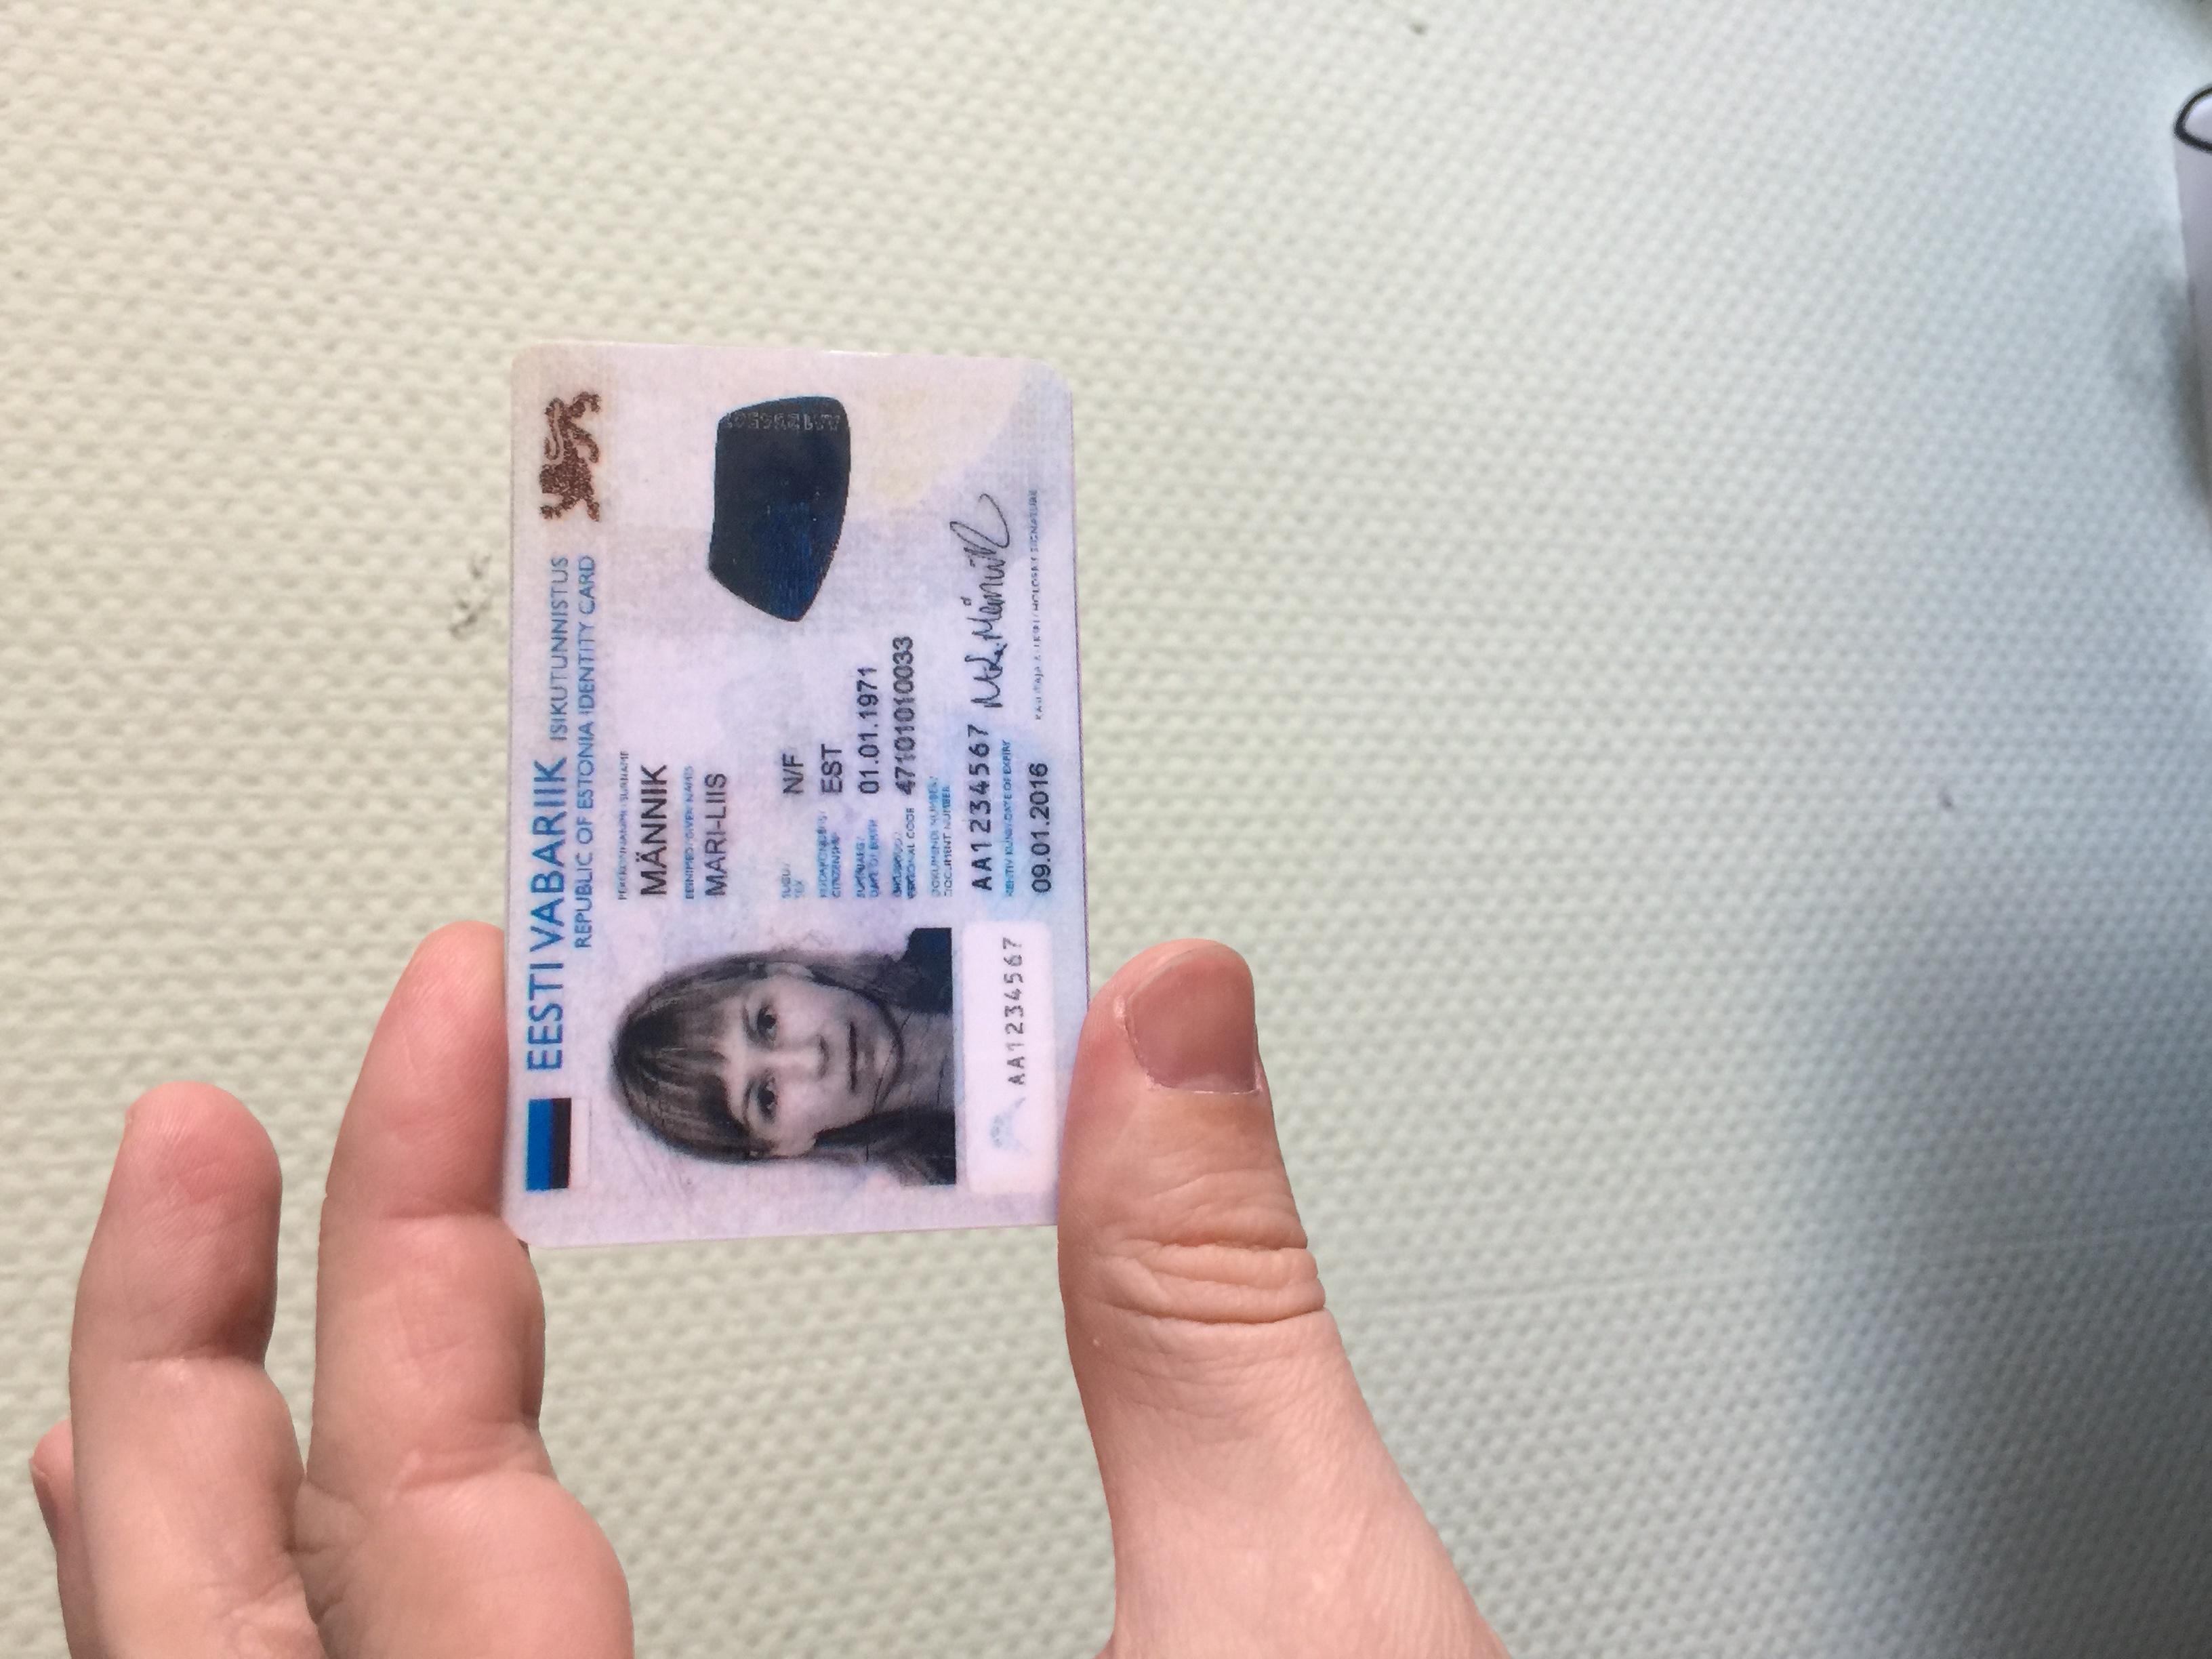 EESTI VABARIIK ISIKUTUNNISTUS
REPUBLIC OF ESTONIA IDENTITY CARD
PEREKONNANIMI / SURNAME
MÄNNIK
EESNIMED / GIVEN NAMES
MARI-LIIS
SUGU /
SEX
N/F
KODAKONDSUS /
CITIZENSHIP
EST
SÜNNIAEG /
DATE OF BIRTH
01.01.1971
ISIKUKOOD /
PERSONAL CODE
47101010033
DOKUMENDI NUMBER /
DOCUMENT NUMBER
AA1234567
M.L. Männik
AA1234567
KEHTIV KUNI / DATE OF EXPIRY
09.01.2016
KASUTAJA ALLKIRI / HOLDER'S SIGNATURE